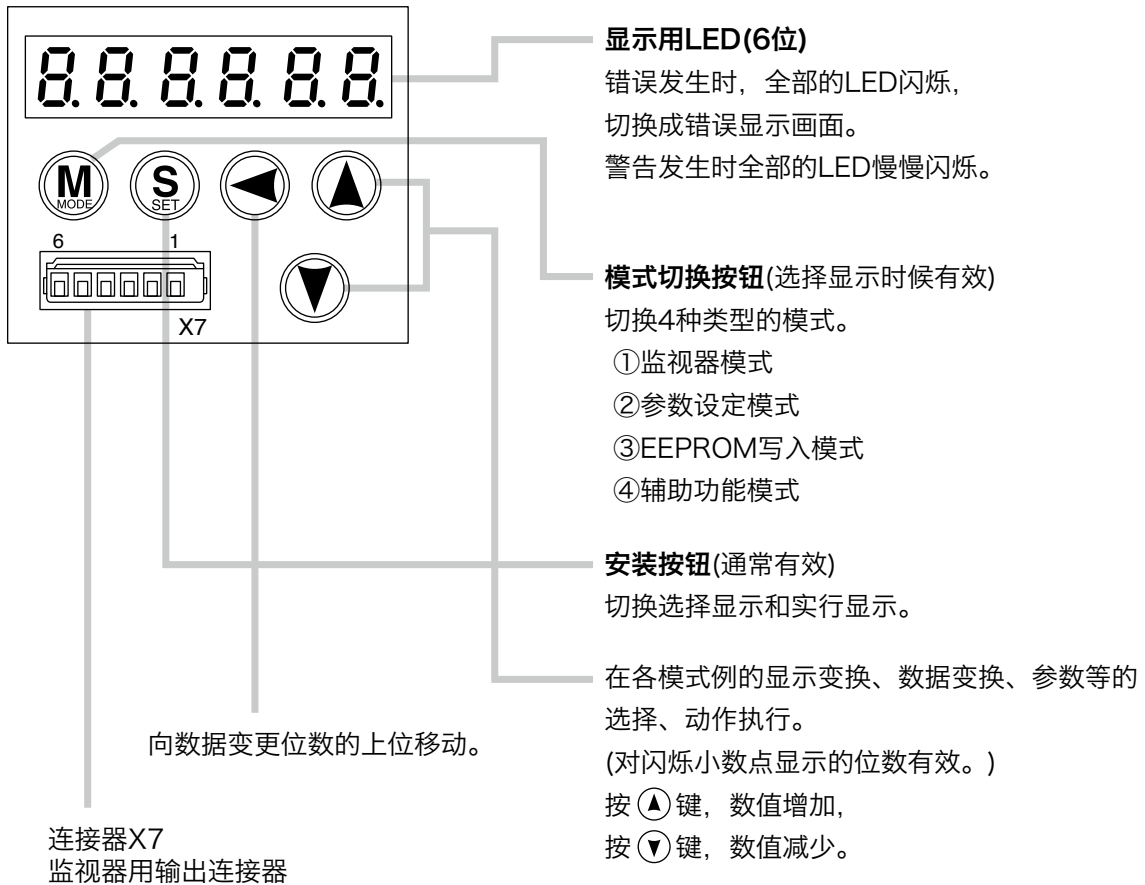 8.8.8.8.8.8.
M
MODE
S
SET
6 1
X7
显示用LED(6位)
错误发生时，全部的LED闪烁，
切换成错误显示画面。
警告发生时全部的LED慢慢闪烁。
模式切换按钮(选择显示时候有效)
切换4种类型的模式。
①监视器模式
②参数设定模式
③EEPROM写入模式
④辅助功能模式
安装按钮(通常有效)
切换选择显示和实行显示。
在各模式例的显示变换、数据变换、参数等的
选择、动作执行。
(对闪烁小数点显示的位数有效。)
按▲键，数值增加，
按▼键，数值减少。
向数据变更位数的上位移动。
连接器X7
监视器用输出连接器